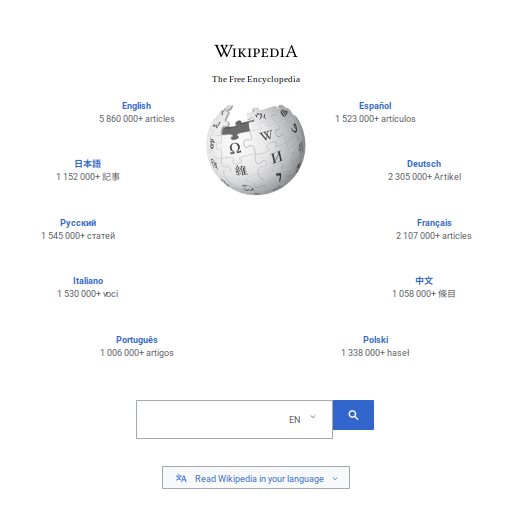 WIKIPEDIA
The Free Encyclopedia
English
5 860 000+ articles
Español
1 523 000+ artículos
日本語
1 152 000+ 記事
Deutsch
2 305 000+ Artikel
Русский
1 545 000+ статей
Français
2 107 000+ articles
Italiano
1 530 000+ voci
中文
1 058 000+ 條目
Português
1 006 000+ artigos
Polski
1 338 000+ haseł
EN
Read Wikipedia in your language